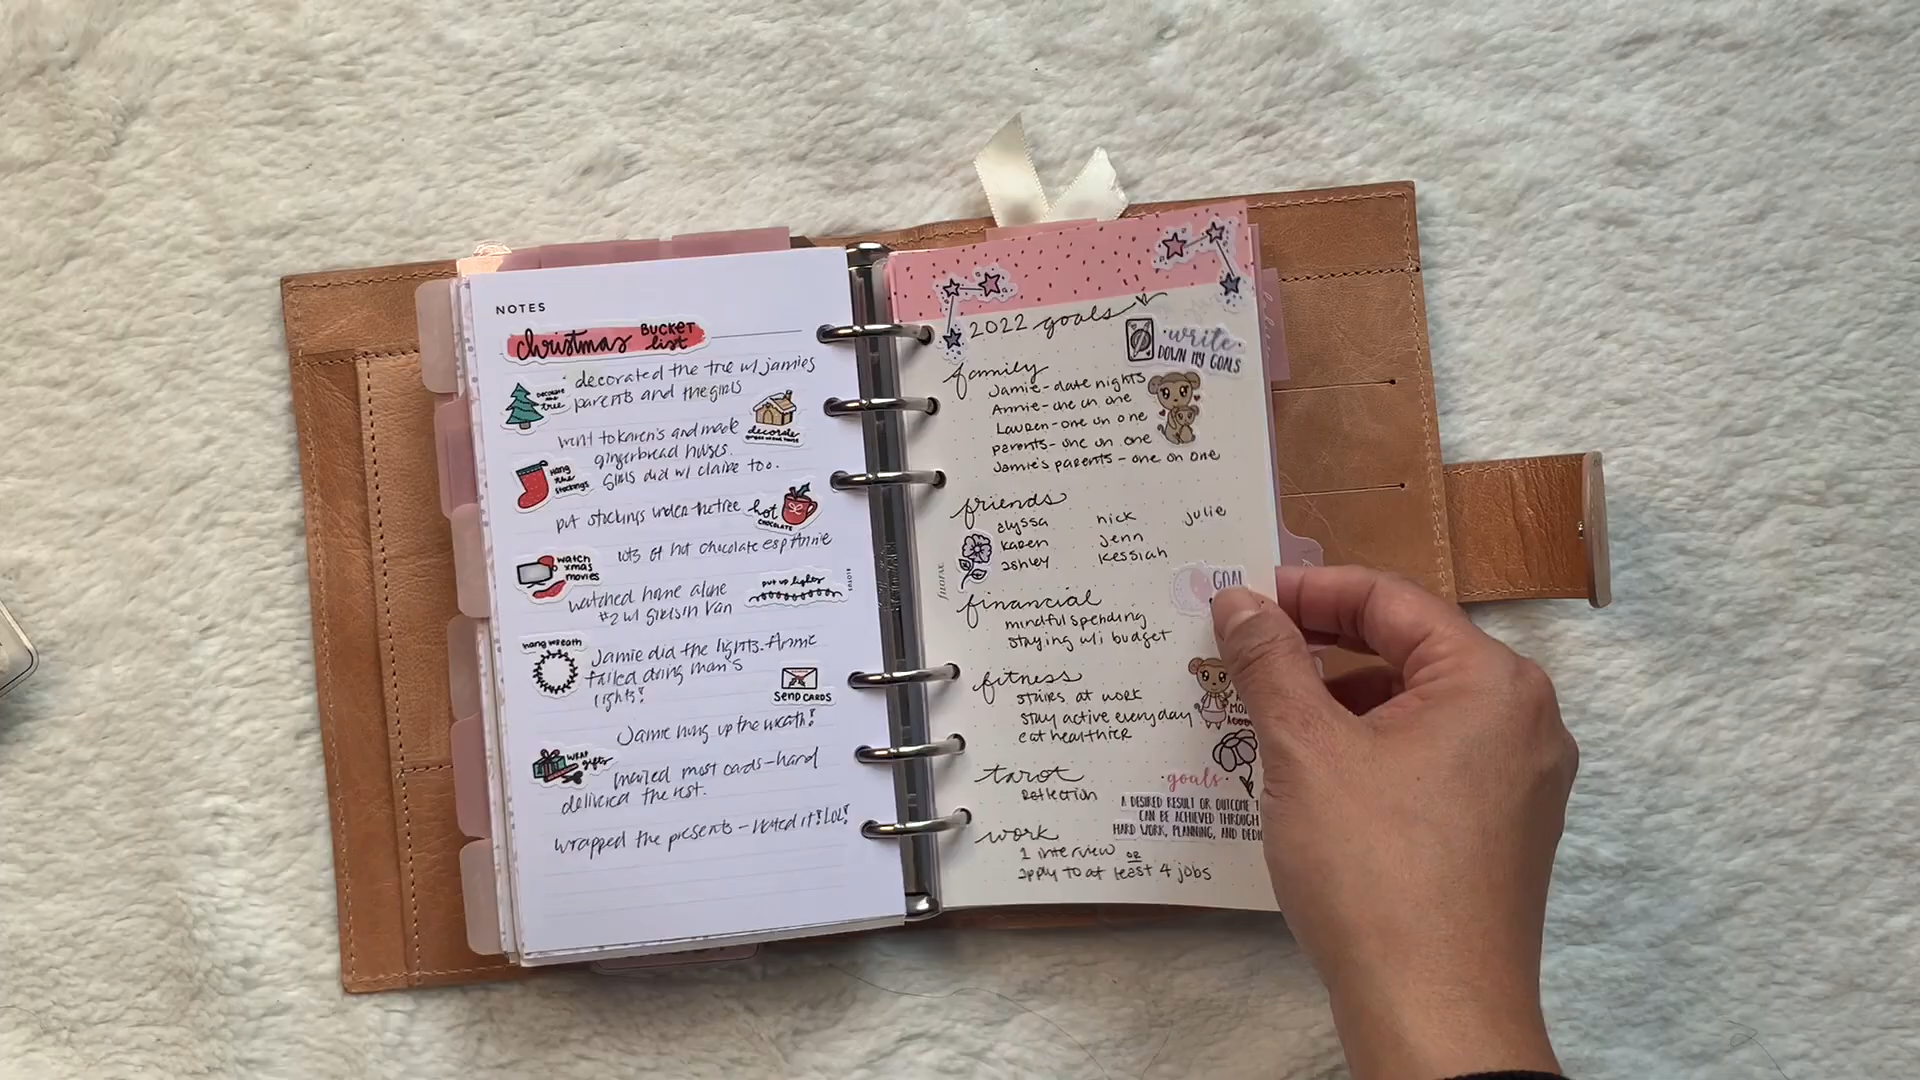 NOTES
christmas BUCKET list
decorated the tree w/ jamies
parents and the girls
DECORATE the tree
went to karen's and made
gingerbread houses.
girls did w/ claire too.
decorate
Hang the stockings
put stockings under the tree
hot CHOCOLATE
lots of hot chocolate esp Annie
watch xmas movies
put up lights
watched home alone
#2 w/ girls in van
hang wreath
Jamie did the lights. Annie
failed doing man's
lights!
SEND CARDS
Jamie hung up the wreath!
WRAP gifts
mailed most cards - hand
delivered the rest.
wrapped the presents - hated it! LOL!
2022 goals
write
DOWN MY GOALS
family
Jamie - date nights
Annie - one on one
Lauren - one on one
parents - one on one
Jamie's parents - one on one
friends
alyssa nick julie
karen jenn
ashley kessiah
GOAL
financial
mindful spending
staying w/i budget
fitness
stairs at work
stay active everyday
eat healthier
tarot
reflection
goals
A DESIRED RESULT OR OUTCOME
CAN BE ACHIEVED THROUGH
HARD WORK, PLANNING, AND
work
1 interview or
apply to at least 4 jobs